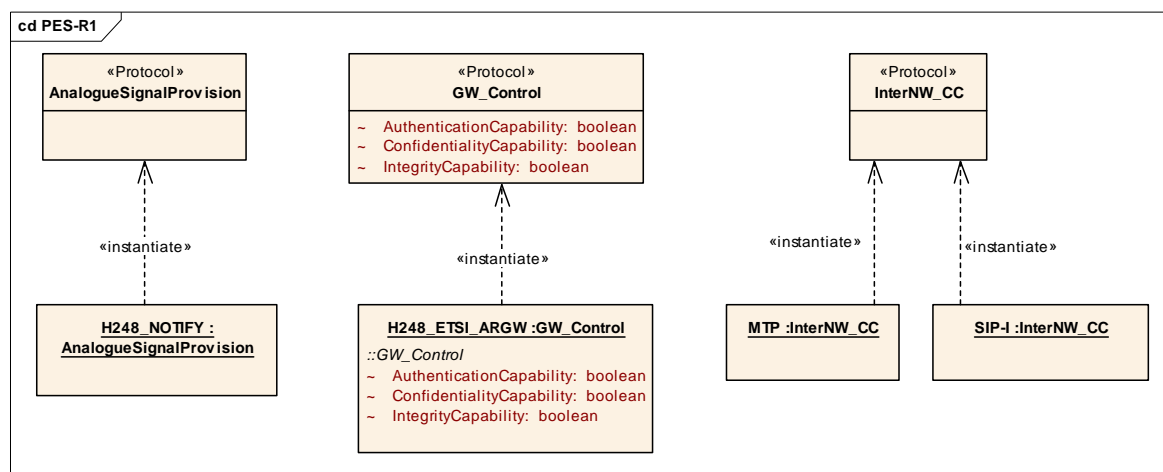 cd PES-R1
«Protocol»
AnalogueSignalProvision
«Protocol»
GW_Control
~ AuthenticationCapability: boolean
~ ConfidentialityCapability: boolean
~ IntegrityCapability: boolean
«Protocol»
InterNW_CC
«instantiate»
«instantiate»
«instantiate»
«instantiate»
H248_NOTIFY :
AnalogueSignalProvision
H248_ETSI_ARGW :GW_Control
::GW_Control
~ AuthenticationCapability: boolean
~ ConfidentialityCapability: boolean
~ IntegrityCapability: boolean
MTP :InterNW_CC
SIP-I :InterNW_CC